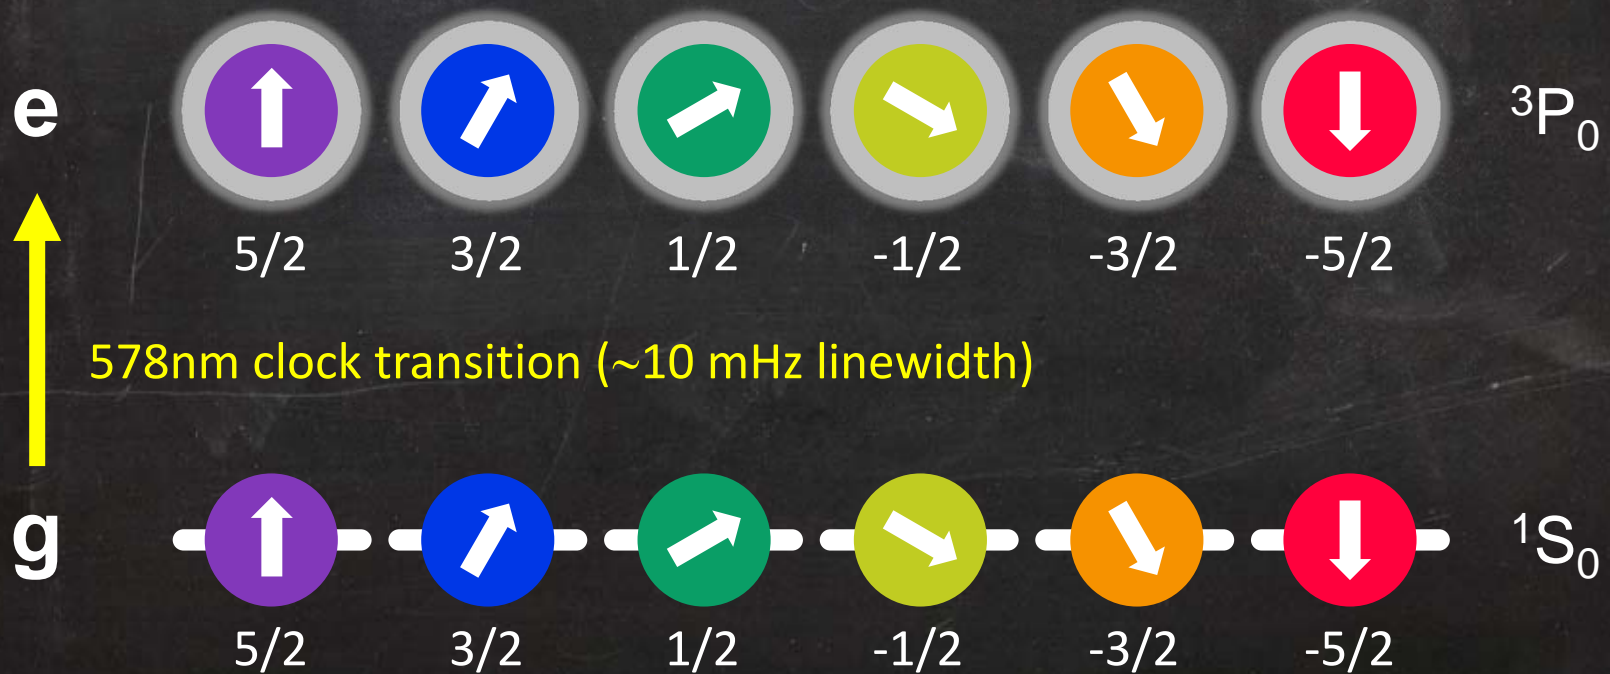 e ³P₀
5/2 3/2 1/2 -1/2 -3/2 -5/2
578nm clock transition (~10 mHz linewidth)
g ¹S₀
5/2 3/2 1/2 -1/2 -3/2 -5/2